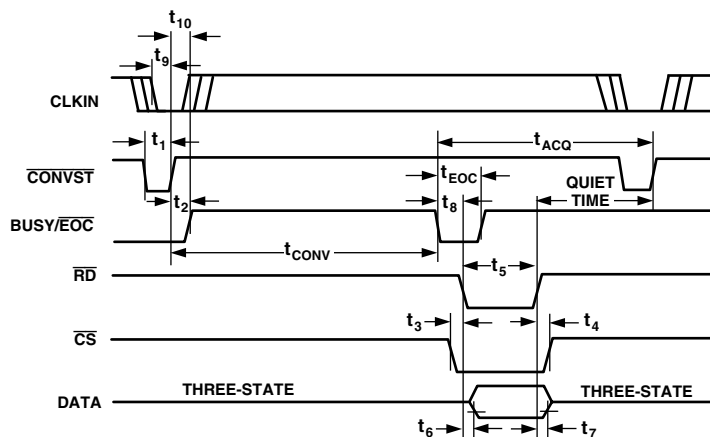 t10
t9
CLKIN
t1
tACQ
CONVST
tEOC
QUIET
TIME
t2
t8
BUSY/EOC
tCONV
RD
t5
t3
t4
CS
THREE-STATE
THREE-STATE
DATA
t6
t7